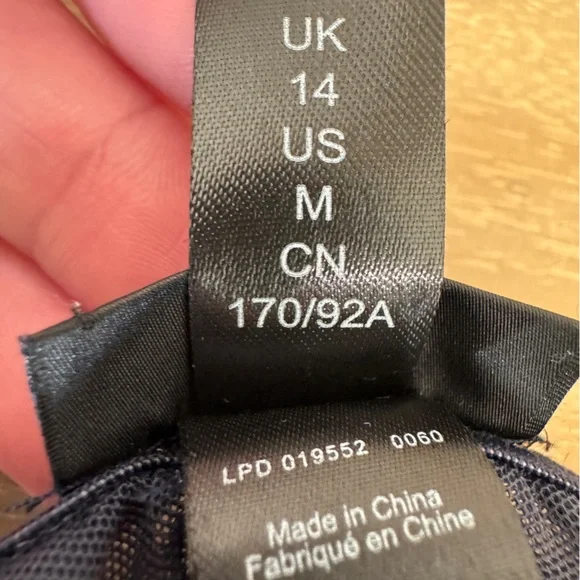 UK
14
US
M
CN
170/92A
LPD 019552 0060
Made in China
Fabriqué en Chine